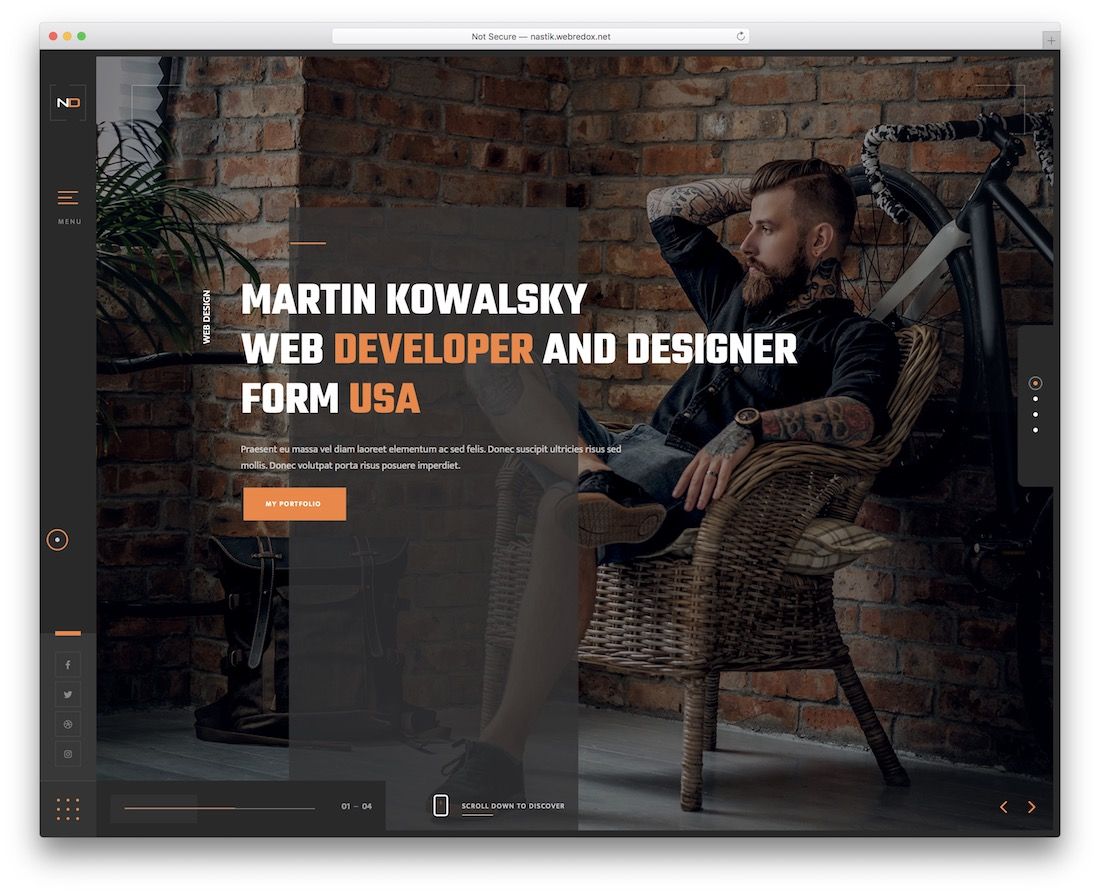 Not Secure — nastik.webredox.net
ND
MENU
WEB DESIGN
MARTIN KOWALSKY
WEB DEVELOPER AND DESIGNER
FORM USA
Praesent eu massa vel diam laoreet elementum ac sed felis. Donec suscipit ultricies risus sed
mollis. Donec volutpat porta risus posuere imperdiet.
MY PORTFOLIO
01 – 04
SCROLL DOWN TO DISCOVER